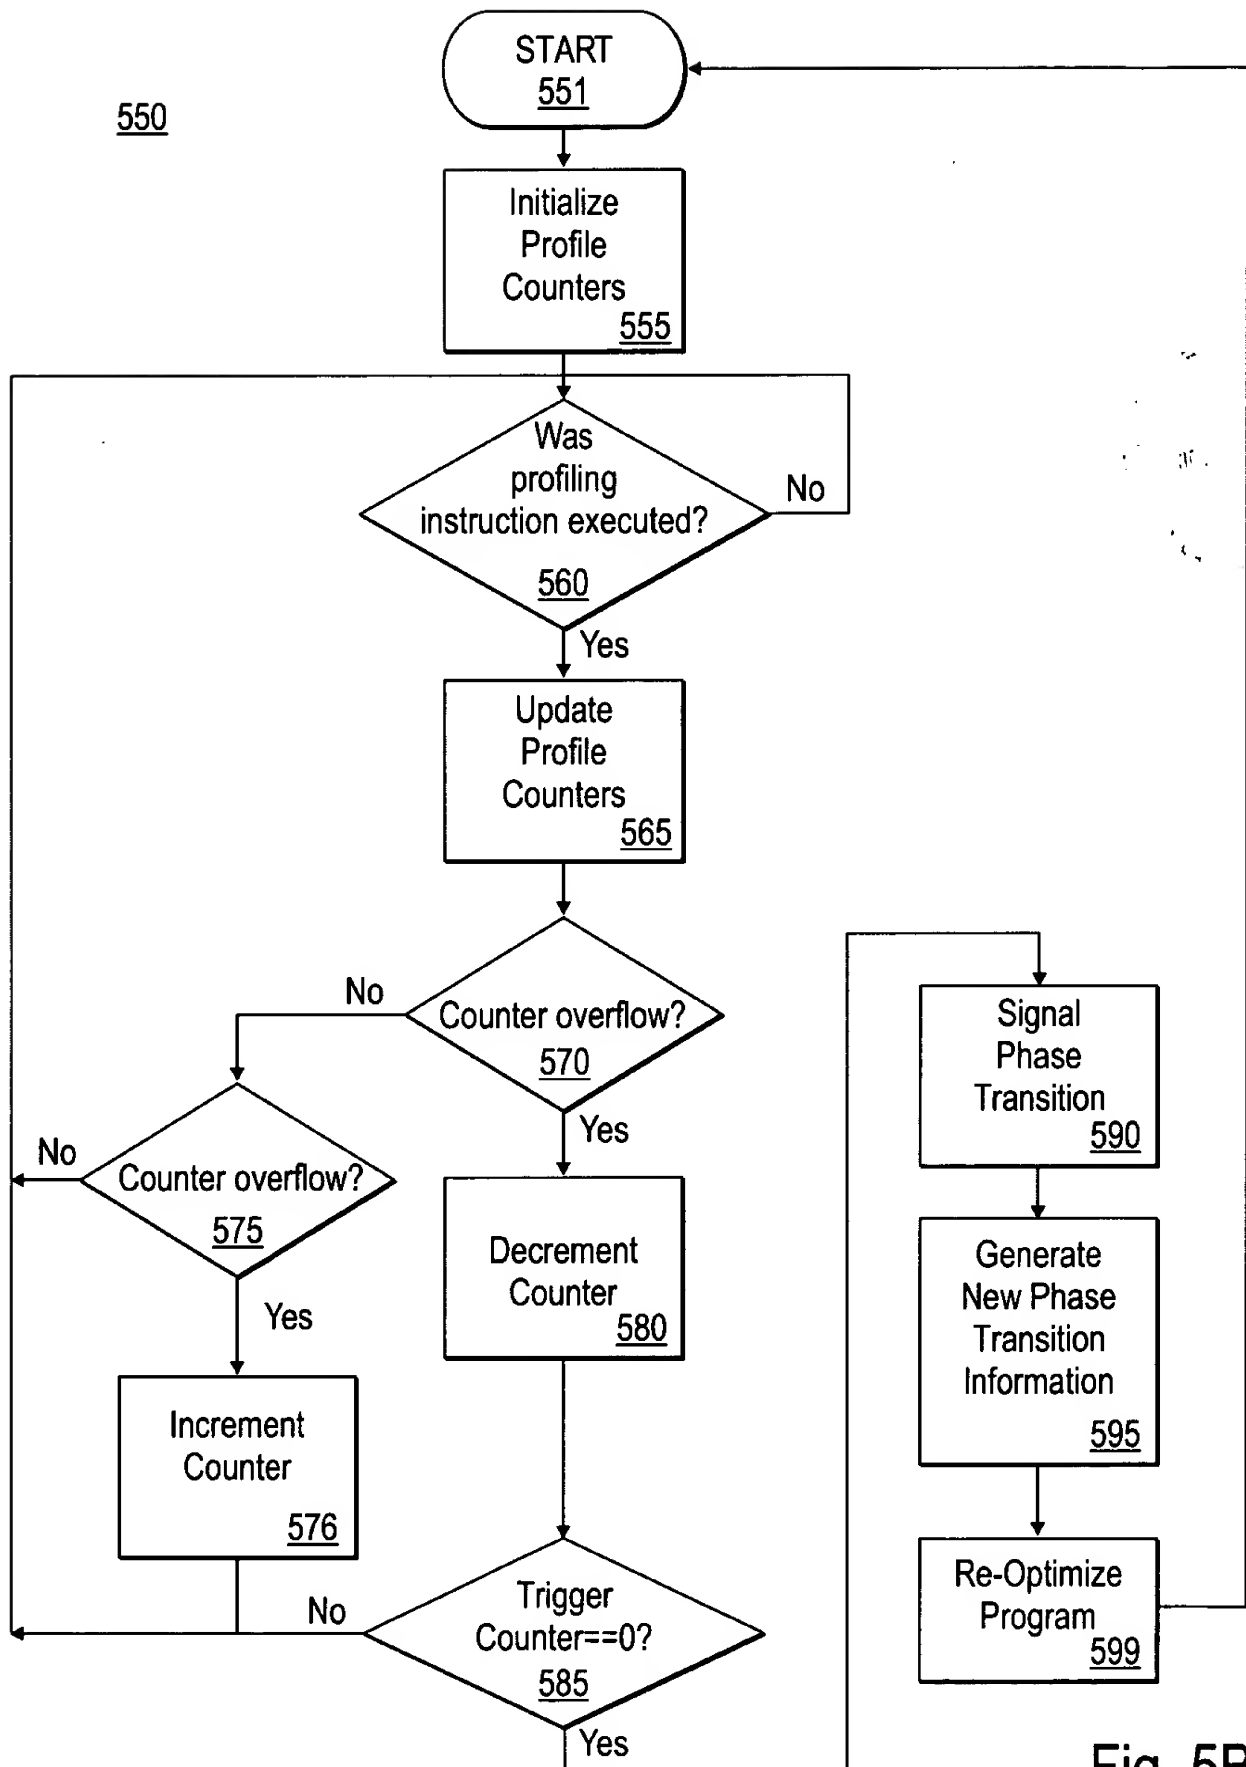 START
551
550
Initialize
Profile
Counters
555
Was
profiling
instruction executed?
560
No
Yes
Update
Profile
Counters
565
No
Counter overflow?
570
Yes
No
Counter overflow?
575
Yes
Decrement
Counter
580
Increment
Counter
576
No
Trigger
Counter==0?
585
Yes
Signal
Phase
Transition
590
Generate
New Phase
Transition
Information
595
Re-Optimize
Program
599
Fig. 5B